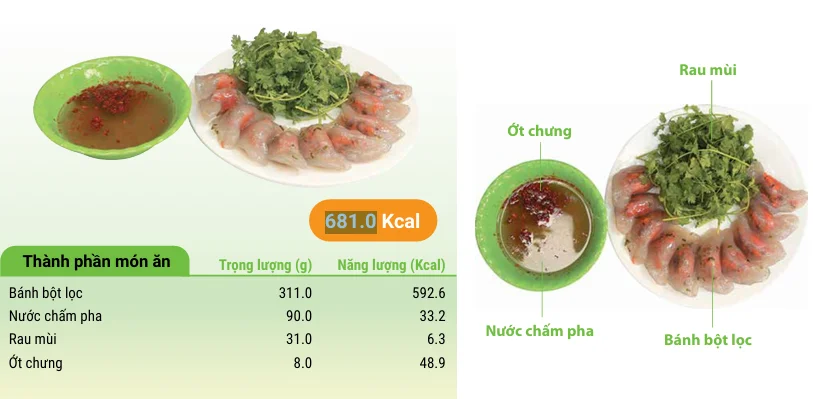 681.0 Kcal
Thành phần món ăn Trọng lượng (g) Năng lượng (Kcal)
Bánh bột lọc 311.0 592.6
Nước chấm pha 90.0 33.2
Rau mùi 31.0 6.3
Ớt chưng 8.0 48.9
Rau mùi
Ớt chưng
Nước chấm pha
Bánh bột lọc